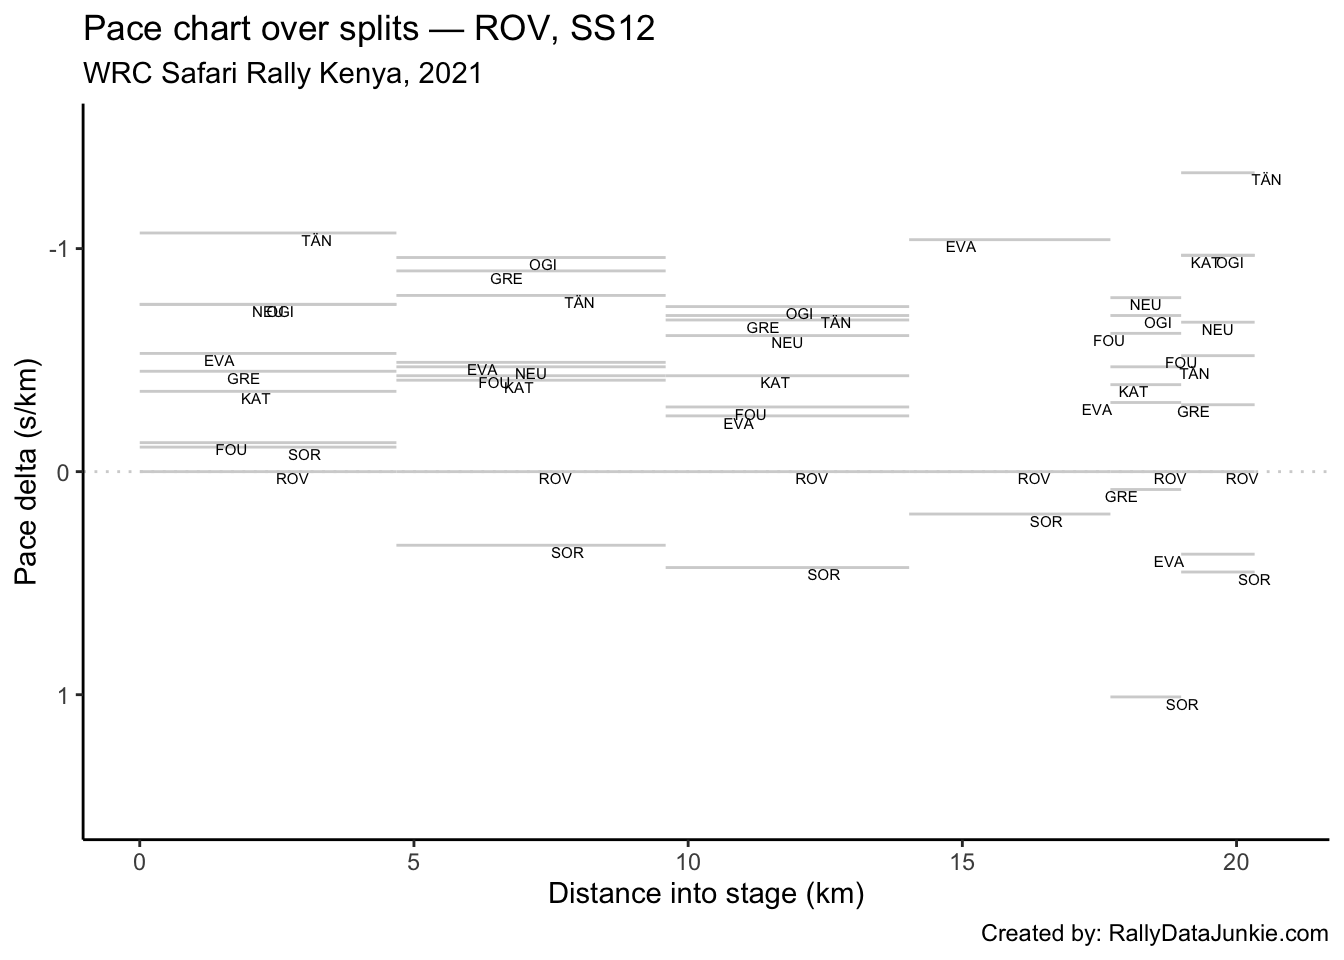 Pace chart over splits — ROV, SS12
WRC Safari Rally Kenya, 2021
Pace delta (s/km)
-1
0
1
TÄN
NEU
OGI
EVA
GRE
KAT
FOU
SOR
ROV
OGI
GRE
TÄN
EVA
NEU
FOU
KAT
ROV
SOR
OGI
TÄN
GRE
NEU
KAT
FOU
EVA
ROV
SOR
EVA
ROV
SOR
NEU
OGI
FOU
TÄN
KAT
EVA
ROV
GRE
SOR
TÄN
KAT
OGI
NEU
FOU
GRE
ROV
EVA
SOR
0
5
10
15
20
Distance into stage (km)
Created by: RallyDataJunkie.com